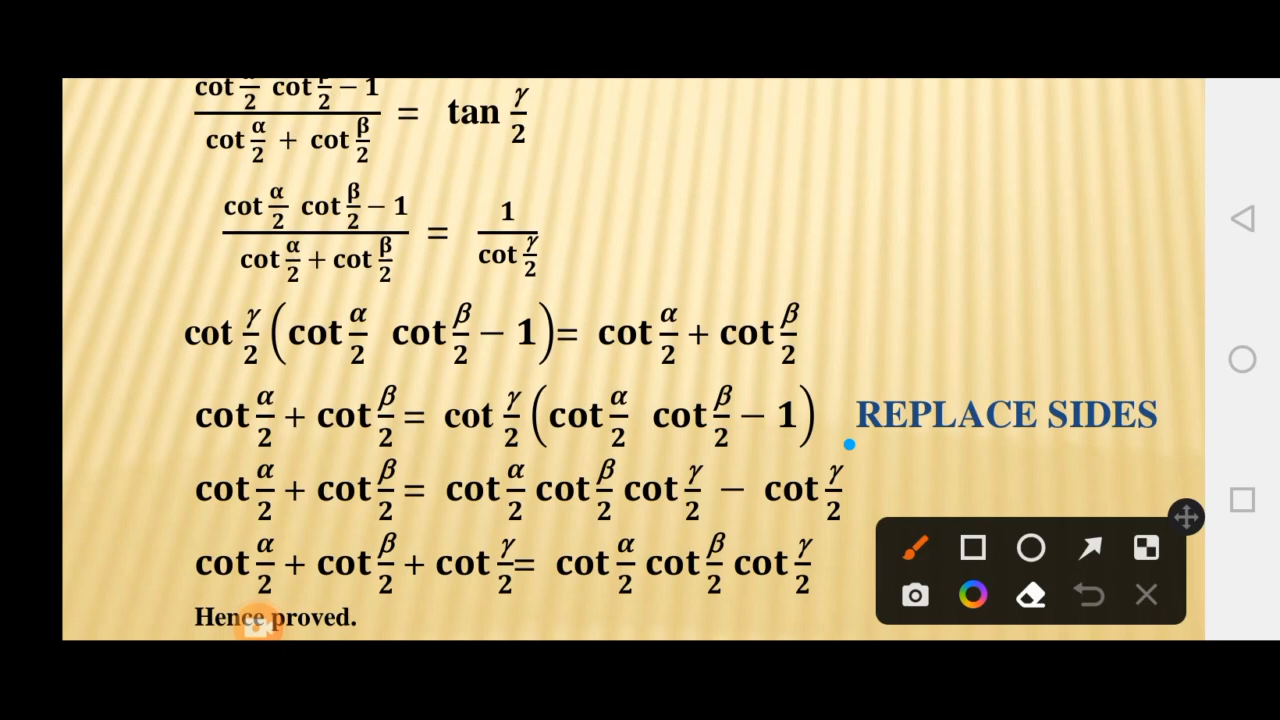 cot α/2 cot β/2 − 1 / cot α/2 + cot β/2 = tan γ/2
cot α/2 cot β/2 − 1 / cot α/2 + cot β/2 = 1 / cot γ/2
cot γ/2 (cot α/2 cot β/2 − 1) = cot α/2 + cot β/2
cot α/2 + cot β/2 = cot γ/2 (cot α/2 cot β/2 − 1) REPLACE SIDES
cot α/2 + cot β/2 = cot α/2 cot β/2 cot γ/2 − cot γ/2
cot α/2 + cot β/2 + cot γ/2 = cot α/2 cot β/2 cot γ/2
Hence proved.